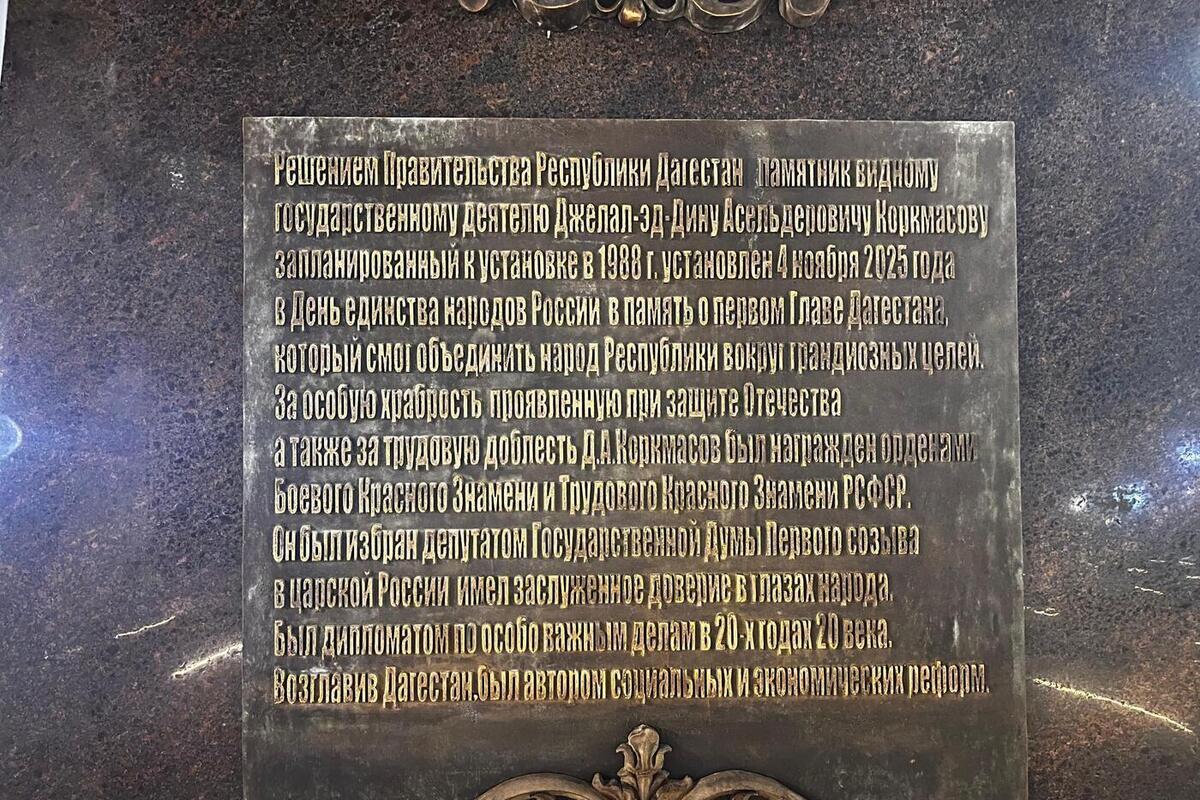 Решением Правительства Республики Дагестан памятник видному
государственному деятелю Джелал-эд-Дину Асельдеровичу Коркмасову
запланированный к установке в 1988 г. установлен 4 ноября 2025 года
в День единства народов России в память о первом Главе Дагестана,
который смог объединить народ Республики вокруг грандиозных целей.
За особую храбрость проявленную при защите Отечества
а также за трудовую доблесть Д.А.Коркмасов был награжден орденами
Боевого Красного Знамени и Трудового Красного Знамени РСФСР.
Он был избран депутатом Государственной Думы Первого созыва
в царской России имел заслуженное доверие в глазах народа.
Был дипломатом по особо важным делам в 20-х годах 20 века.
Возглавив Дагестан.был автором социальных и экономических реформ.